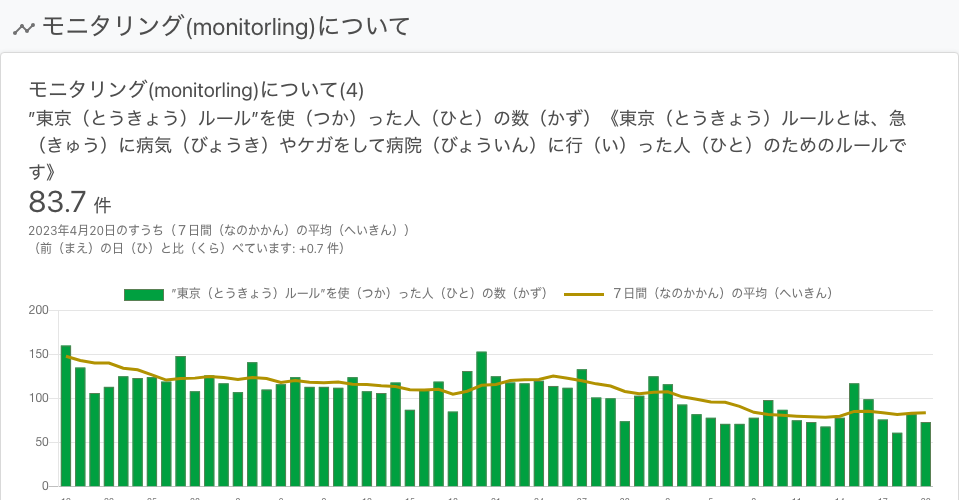 モニタリング(monitorling)について
モニタリング(monitorling)について(4)
”東京（とうきょう）ルール”を使（つか）った人（ひと）の数（かず）《東京（とうきょう）ルールとは、急
（きゅう）に病気（びょうき）やケガをして病院（びょういん）に行（い）った人（ひと）のためのルールで
す》
83.7 件
2023年4月20日のすうち（７日間（なのかかん）の平均（へいきん））
（前（まえ）の日（ひ）と比（くら）べています: +0.7 件）
”東京（とうきょう）ルール”を使（つか）った人（ひと）の数（かず） ７日間（なのかかん）の平均（へいきん）
200
150
100
50
0